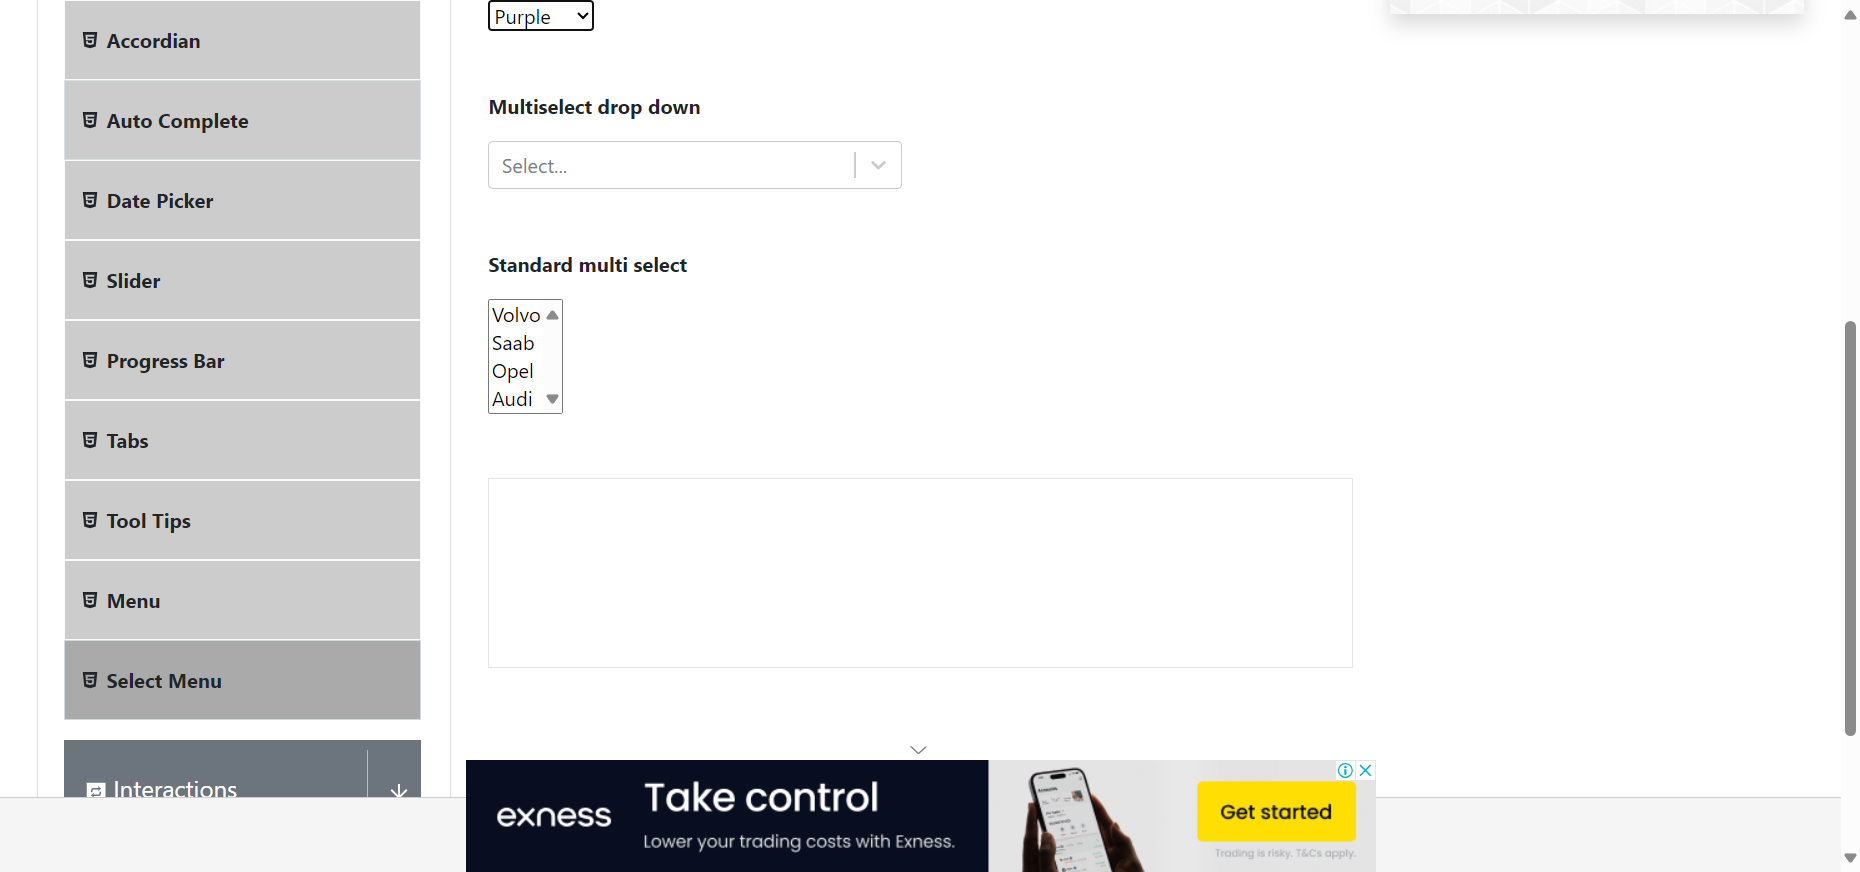 Accordian
Auto Complete
Date Picker
Slider
Progress Bar
Tabs
Tool Tips
Menu
Select Menu
Interactions
Purple
Multiselect drop down
Select...
Standard multi select
Volvo
Saab
Opel
Audi
exness
Take control
Lower your trading costs with Exness.
Get started
Trading is risky. T&Cs apply.